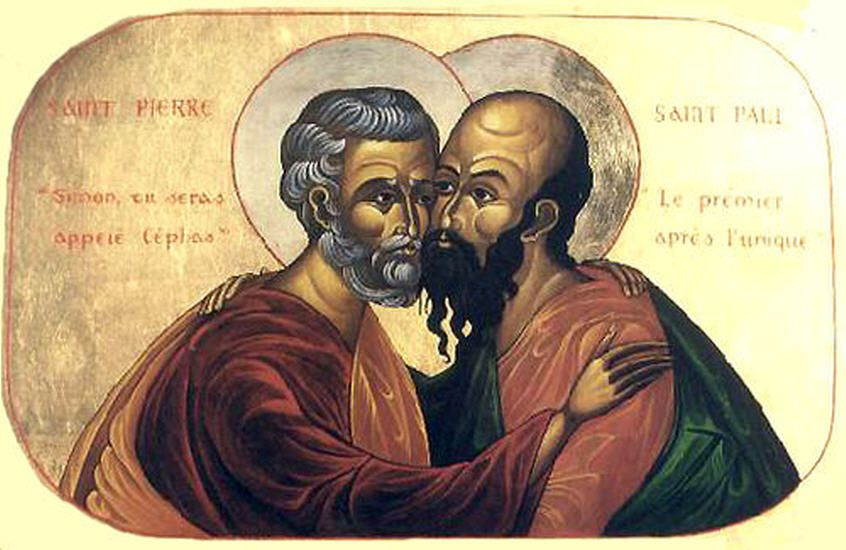 SAINT PIERRE
"Simon, tu seras
appelé Céphas"
SAINT PAUL
"Le premier
après l'unique"